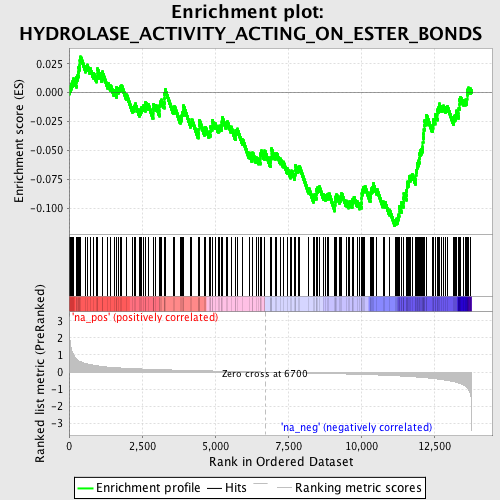 Enrichment plot:
HYDROLASE_ACTIVITY_ACTING_ON_ESTER_BONDS
Enrichment score (ES)
0.025
0.000
-0.025
-0.050
-0.075
-0.100
'na_pos' (positively correlated)
Ranked list metric (PreRanked)
3
2
1
0
-1
-2
-3
Zero cross at 6700
'na_neg' (negatively correlated)
0
2,500
5,000
7,500
10,000
12,500
Rank in Ordered Dataset
Enrichment profile
Hits
Ranking metric scores